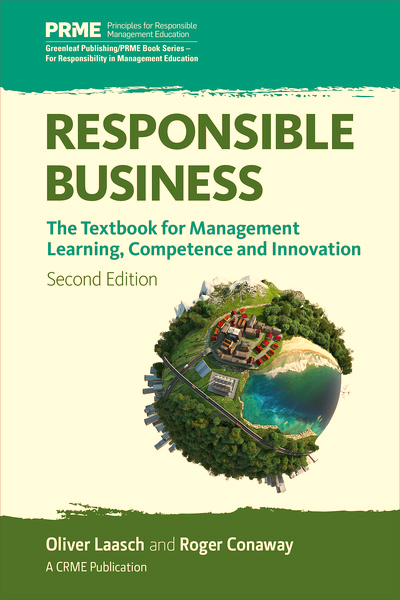 PRME Principles for Responsible
Management Education
Greenleaf Publishing/PRME Book Series –
For Responsibility in Management Education
RESPONSIBLE
BUSINESS
The Textbook for Management
Learning, Competence and Innovation
Second Edition
Oliver Laasch and Roger Conaway
A CRME Publication